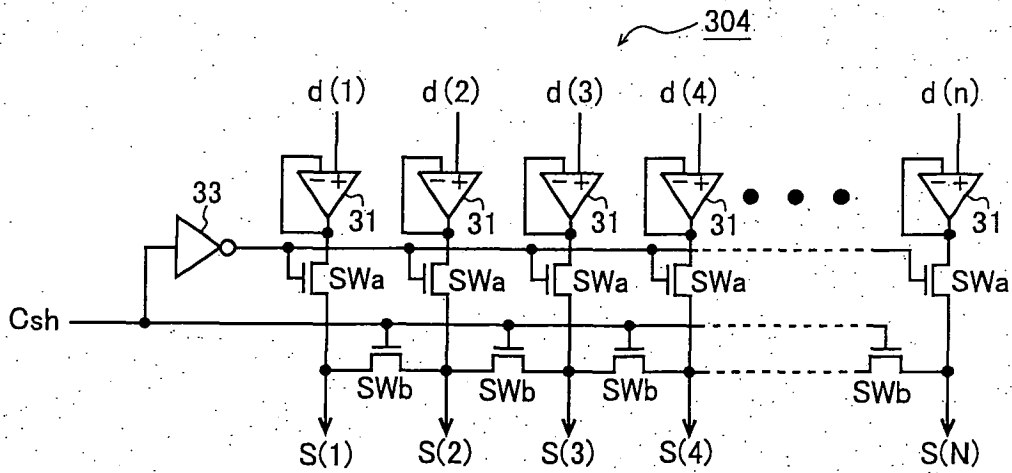 304
d(1) d(2) d(3) d(4) d(n)
− + − + − + − + − +
33 31 31 31 31 31
SWa SWa SWa SWa SWa
Csh
SWb SWb SWb SWb
S(1) S(2) S(3) S(4) S(N)